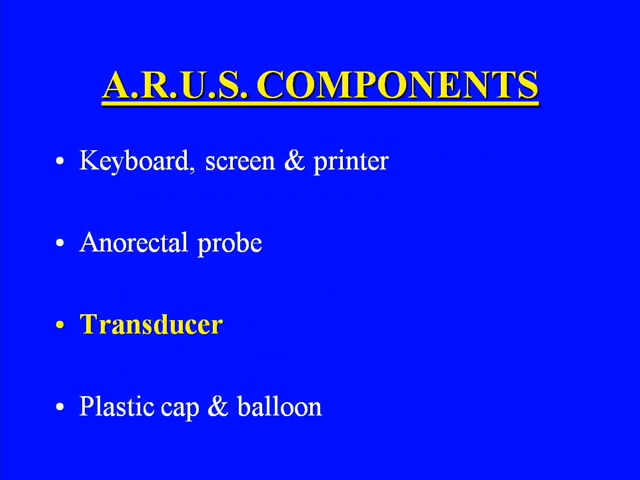 A.R.U.S. COMPONENTS
• Keyboard, screen & printer
• Anorectal probe
• Transducer
• Plastic cap & balloon